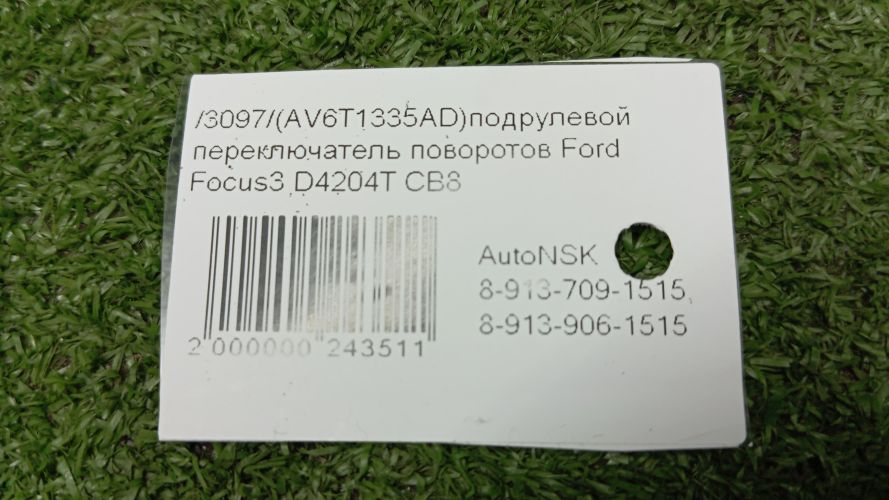 /3097/(AV6T1335AD)подрулевой
переключатель поворотов Ford
Focus3 D4204T CB8
AutoNSK
8-913-709-1515,
8-913-906-1515
2 000000 243511